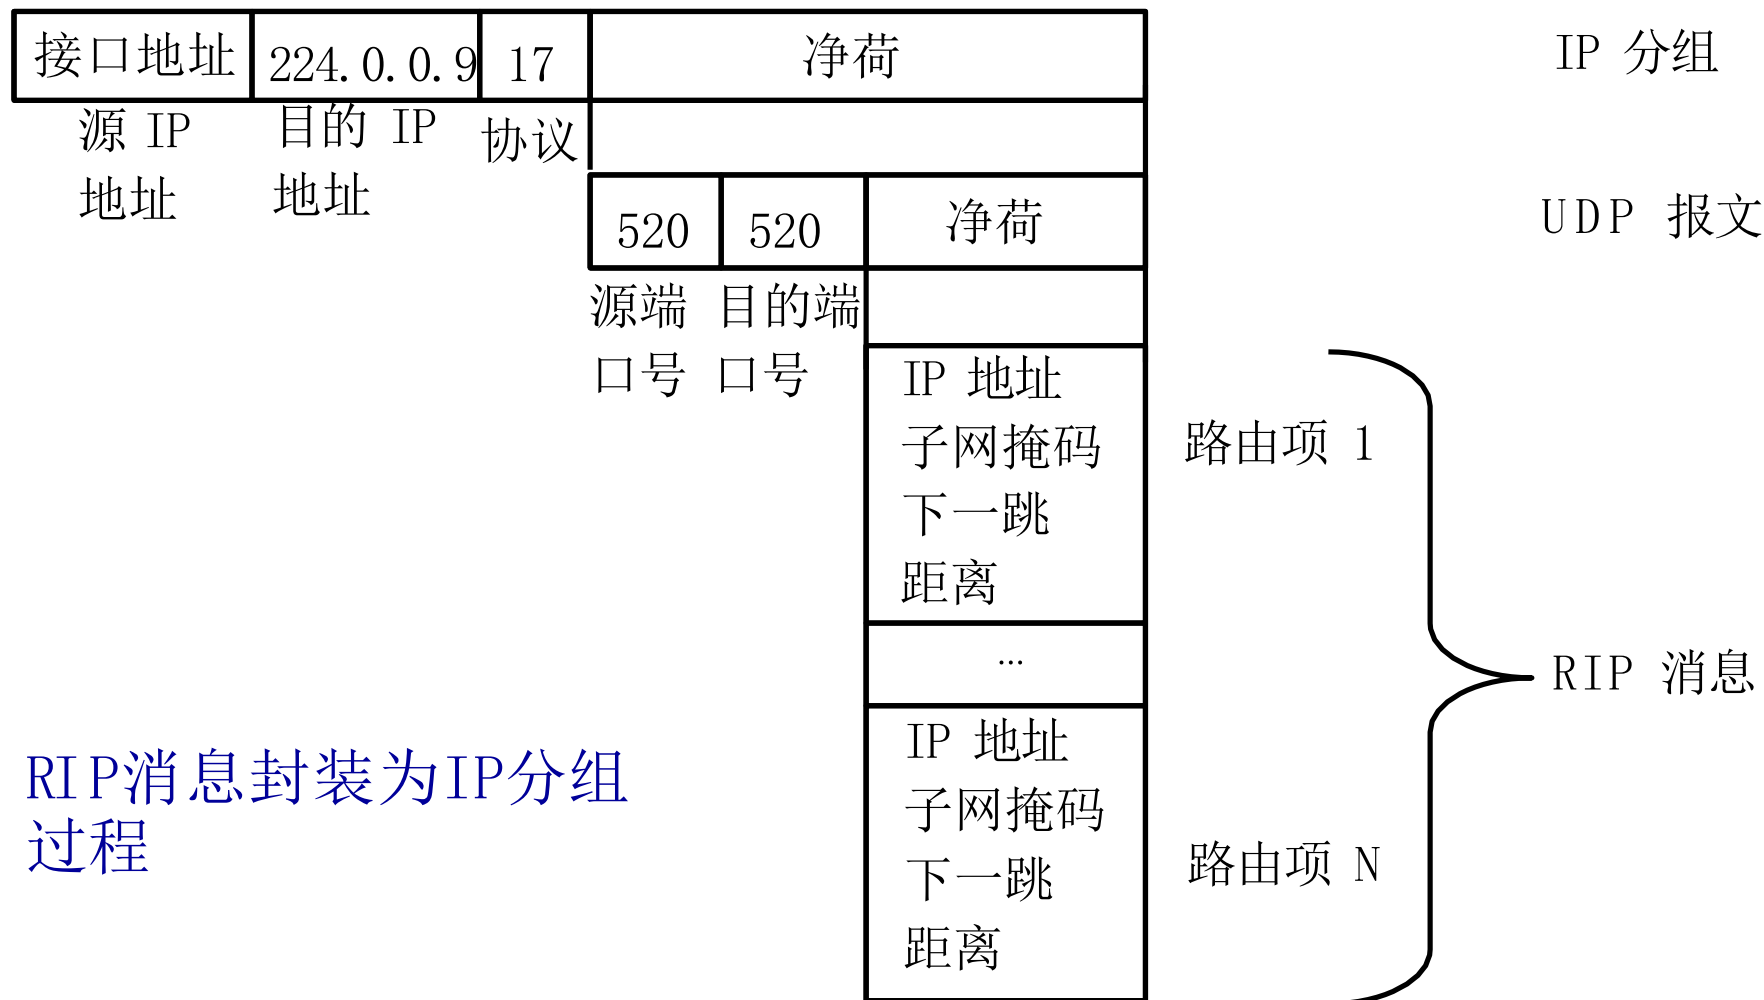 接口地址 224.0.0.9 17 净荷 IP 分组
源 IP 目的 IP 协议
地址 地址
520 520 净荷 UDP 报文
源端 目的端
口号 口号
IP 地址
子网掩码 路由项 1
下一跳
距离
...
RIP 消息
IP 地址
子网掩码
下一跳 路由项 N
距离
RIP消息封装为IP分组
过程